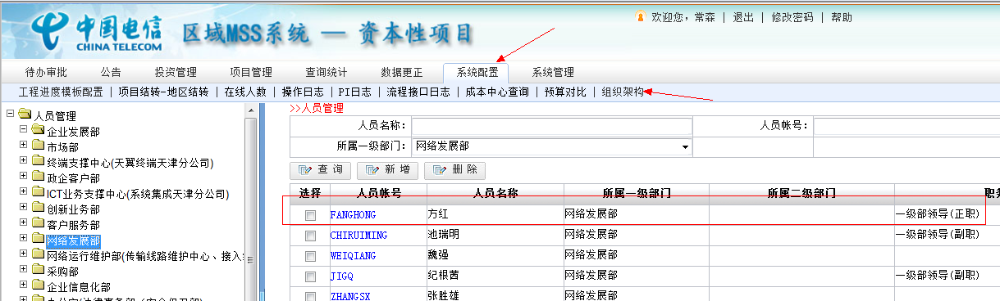 欢迎您，常森 | 退出 | 修改密码 | 帮助
中国电信
CHINA TELECOM
区域MSS系统 — 资本性项目
待办审批 公告 投资管理 项目管理 查询统计 数据更正 系统配置 系统管理
工程进度模板配置 | 项目结转-地区结转 | 在线人数 | 操作日志 | PI日志 | 流程接口日志 | 成本中心查询 | 预算对比 | 组织架构
人员管理
企业发展部
市场部
终端支撑中心(天翼终端天津分公司)
政企客户部
ICT业务支撑中心(系统集成天津分公司)
创新业务部
客户服务部
网络发展部
网络运行维护部(传输线路维护中心、接入
采购部
企业信息化部
>>人员管理
人员名称: 人员帐号:
所属一级部门: 网络发展部
查 询 新 增 删 除
选择 人员帐号 人员名称 所属一级部门 所属二级部门 职务
FANGHONG 方红 网络发展部 一级部领导(正职)
CHIRUIMING 池瑞明 网络发展部 一级部领导(副职)
WEIQIANG 魏强 网络发展部
JIGQ 纪根茜 网络发展部 一级部领导(副职)
ZHANGSX 张胜雄 网络发展部